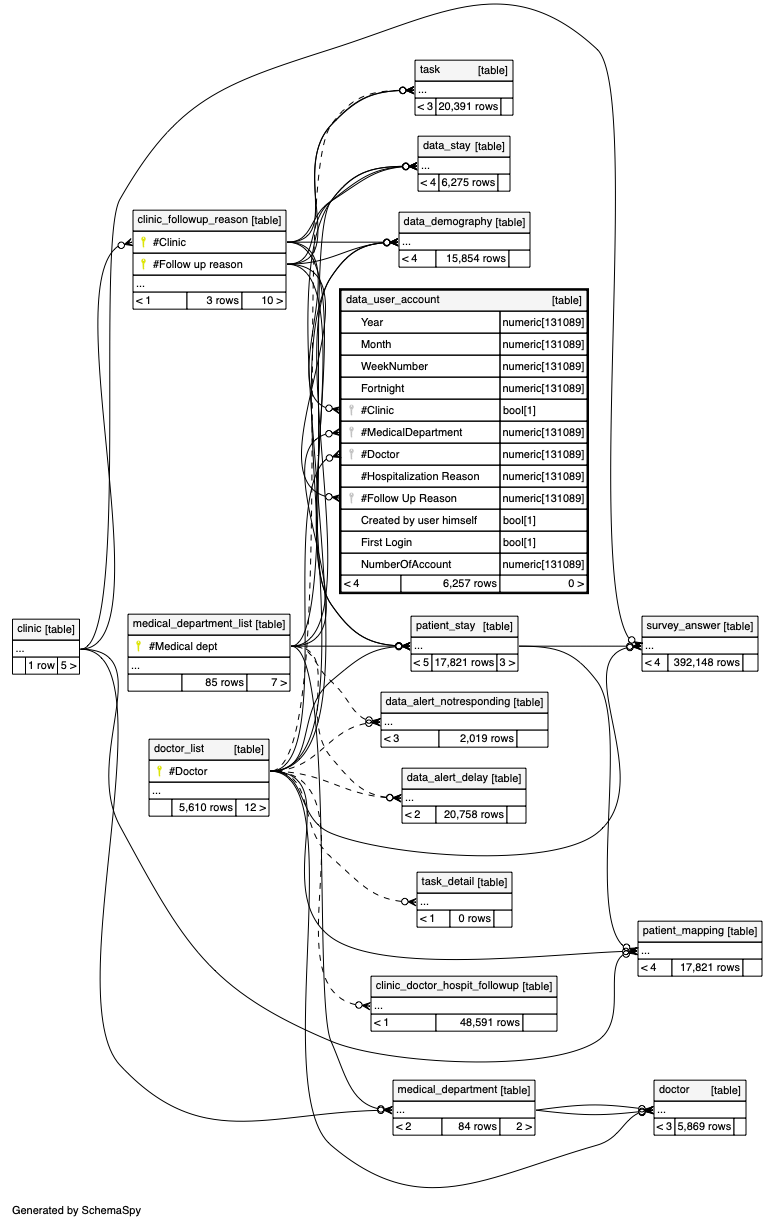 task [table]
...
< 3 20,391 rows
data_stay [table]
...
< 4 6,275 rows
clinic_followup_reason [table]
#Clinic
#Follow up reason
...
< 1 3 rows 10 >
data_demography [table]
...
< 4 15,854 rows
data_user_account [table]
Year numeric[131089]
Month numeric[131089]
WeekNumber numeric[131089]
Fortnight numeric[131089]
#Clinic bool[1]
#MedicalDepartment numeric[131089]
#Doctor numeric[131089]
#Hospitalization Reason numeric[131089]
#Follow Up Reason numeric[131089]
Created by user himself bool[1]
First Login bool[1]
NumberOfAccount numeric[131089]
< 4 6,257 rows 0 >
clinic [table]
...
1 row 5 >
medical_department_list [table]
#Medical dept
...
85 rows 7 >
patient_stay [table]
...
< 5 17,821 rows 3 >
survey_answer [table]
...
< 4 392,148 rows
data_alert_notresponding [table]
...
< 3 2,019 rows
doctor_list [table]
#Doctor
...
5,610 rows 12 >
data_alert_delay [table]
...
< 2 20,758 rows
task_detail [table]
...
< 1 0 rows
patient_mapping [table]
...
< 4 17,821 rows
clinic_doctor_hospit_followup [table]
...
< 1 48,591 rows
medical_department [table]
...
< 2 84 rows 2 >
doctor [table]
...
< 3 5,869 rows
Generated by SchemaSpy